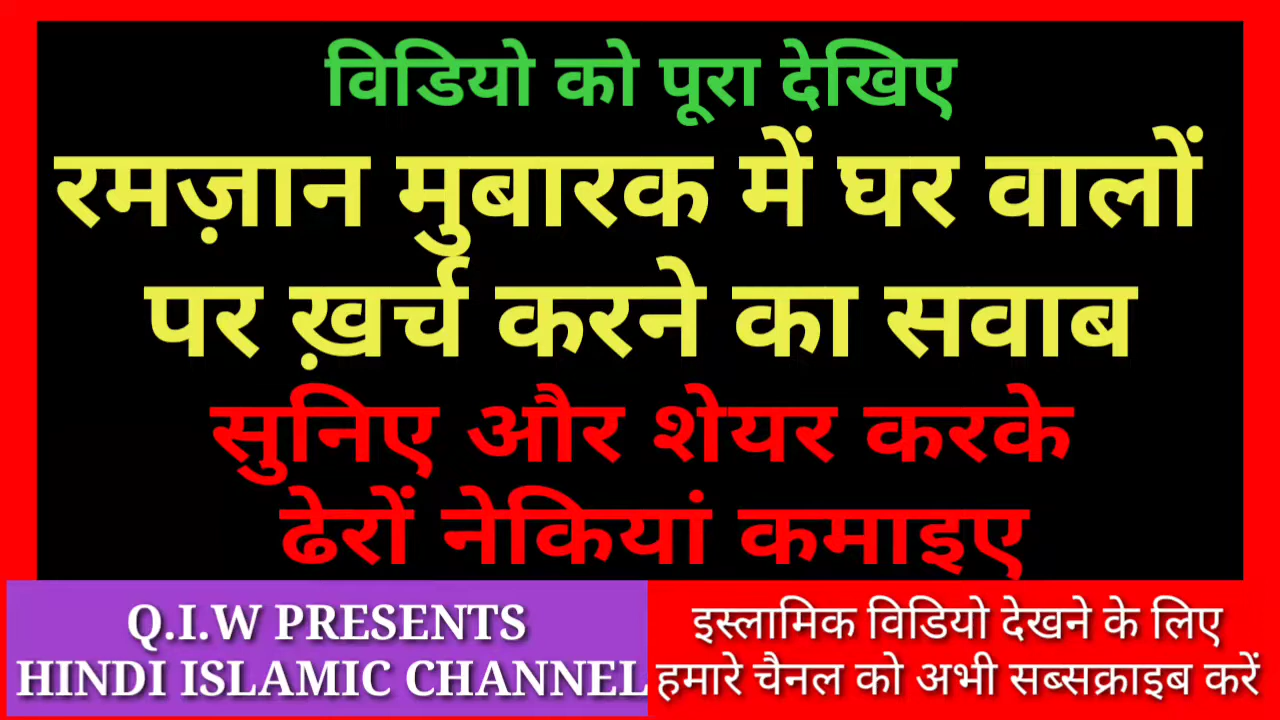 विडियो को पूरा देखिए
रमज़ान मुबारक में घर वालों
पर ख़र्च करने का सवाब
सुनिए और शेयर करके
ढेरों नेकियां कमाइए
Q.I.W PRESENTS
HINDI ISLAMIC CHANNEL
इस्लामिक विडियो देखने के लिए
हमारे चैनल को अभी सब्सक्राइब करें